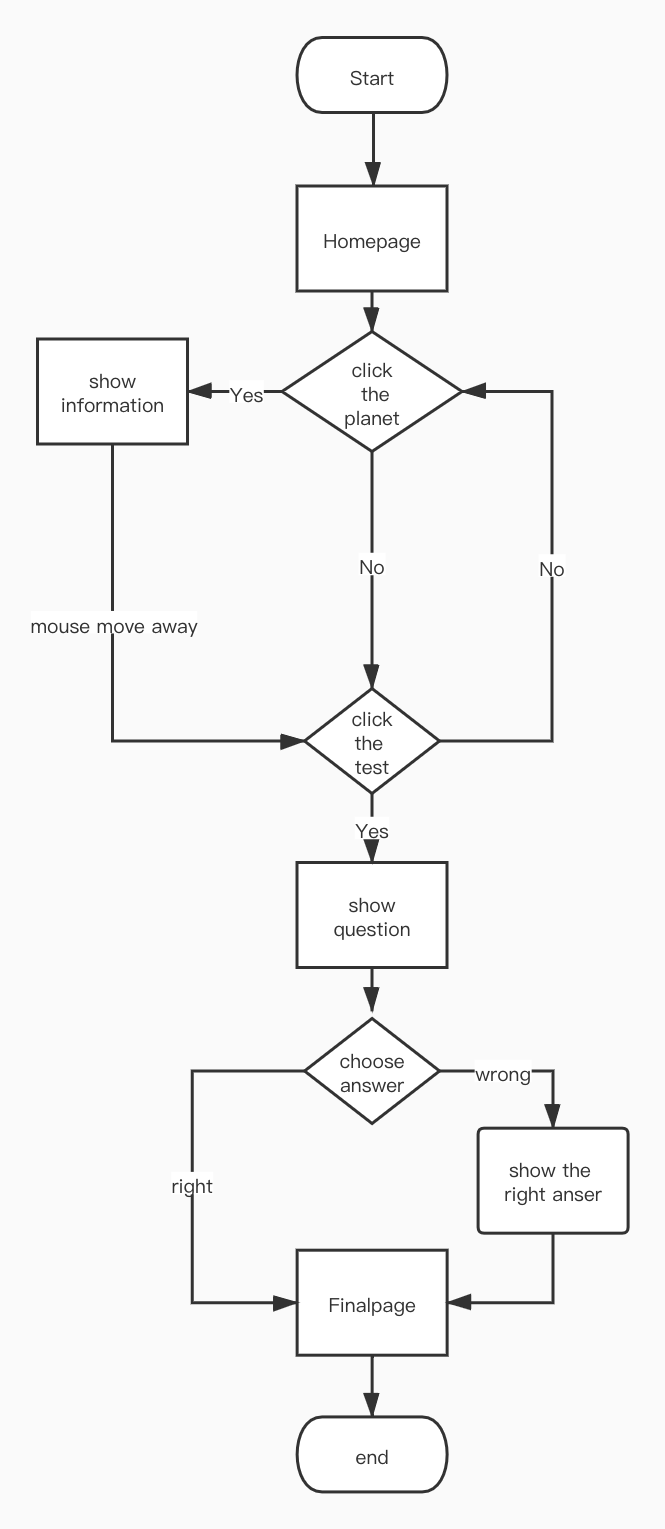 Start
Homepage
click
the
planet
Yes
show
information
No
No
mouse move away
click
the
test
Yes
show
question
choose
answer
wrong
right
show the
right anser
Finalpage
end